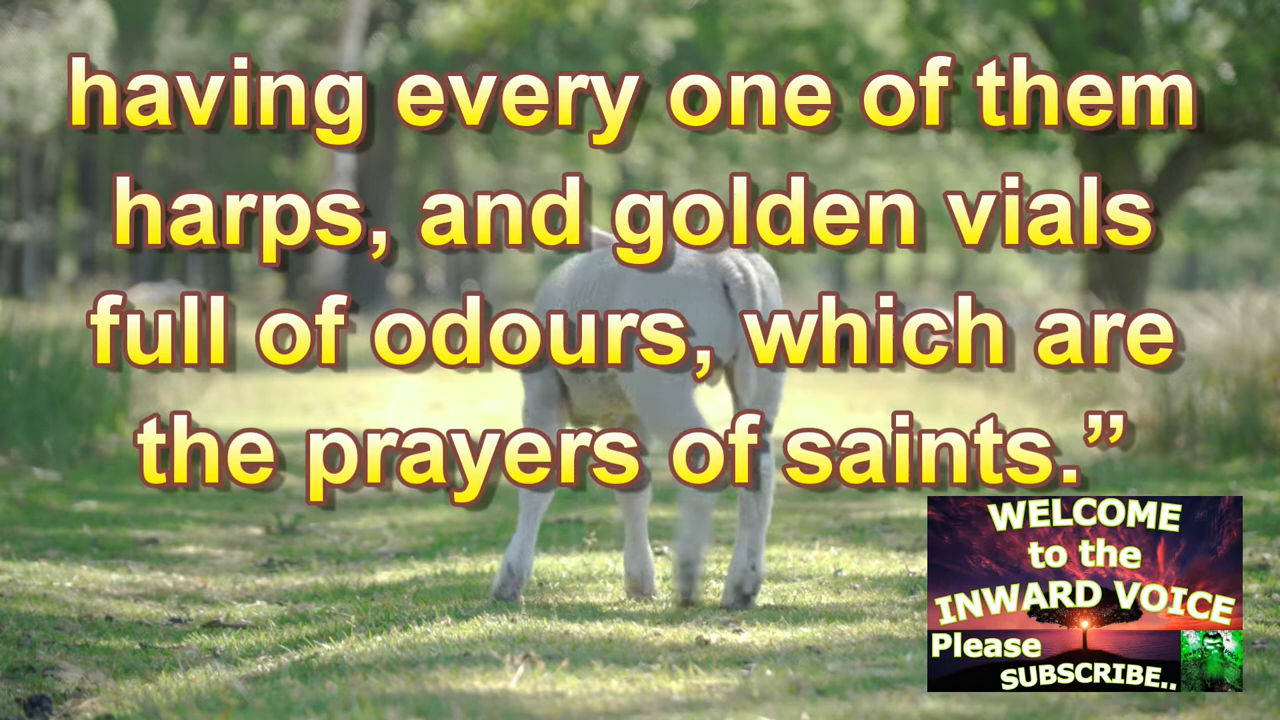 having every one of them
harps, and golden vials
full of odours, which are
the prayers of saints.”
WELCOME
to the
INWARD VOICE
Please
SUBSCRIBE..